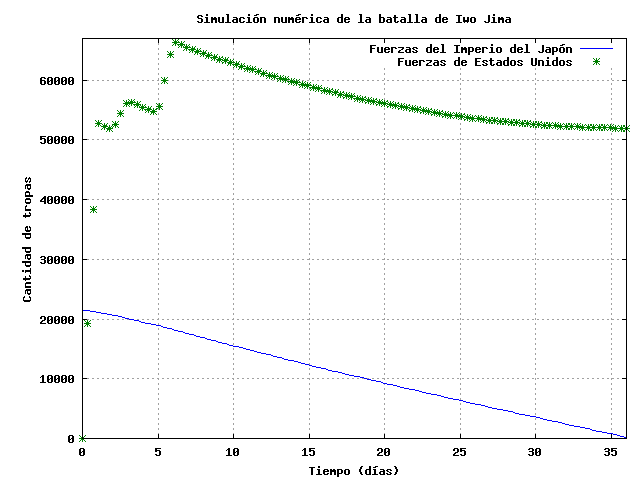 Simulación numérica de la batalla de Iwo Jima
Fuerzas del Imperio del Japón
Fuerzas de Estados Unidos
Cantidad de tropas
60000
50000
40000
30000
20000
10000
0
0 5 10 15 20 25 30 35
Tiempo (días)